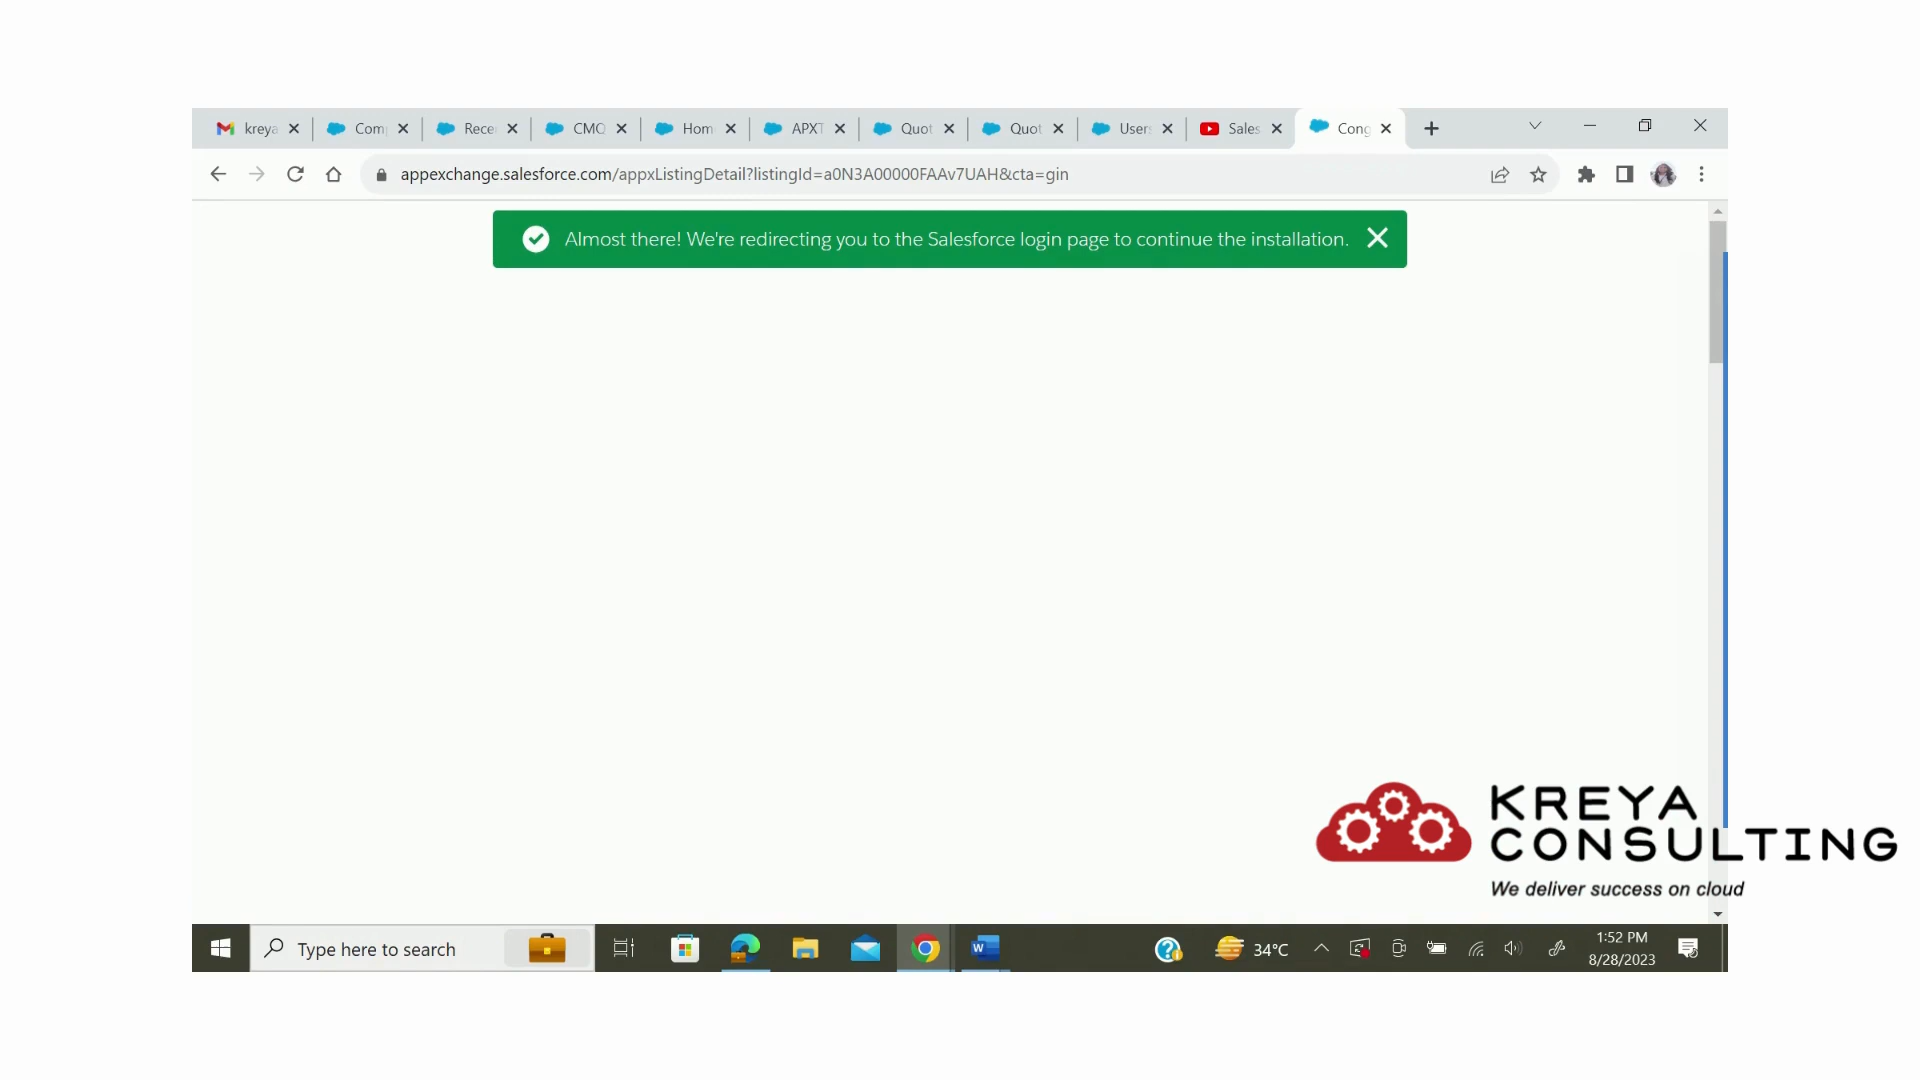 kreya Com Rece CMQ Hom APXT Quot Quot User Sales Cong
appexchange.salesforce.com/appxListingDetail?listingId=a0N3A00000FAAv7UAH&cta=gin
Almost there! We're redirecting you to the Salesforce login page to continue the installation.
KREYA
CONSULTING
We deliver success on cloud
Type here to search
34°C
1:52 PM
8/28/2023